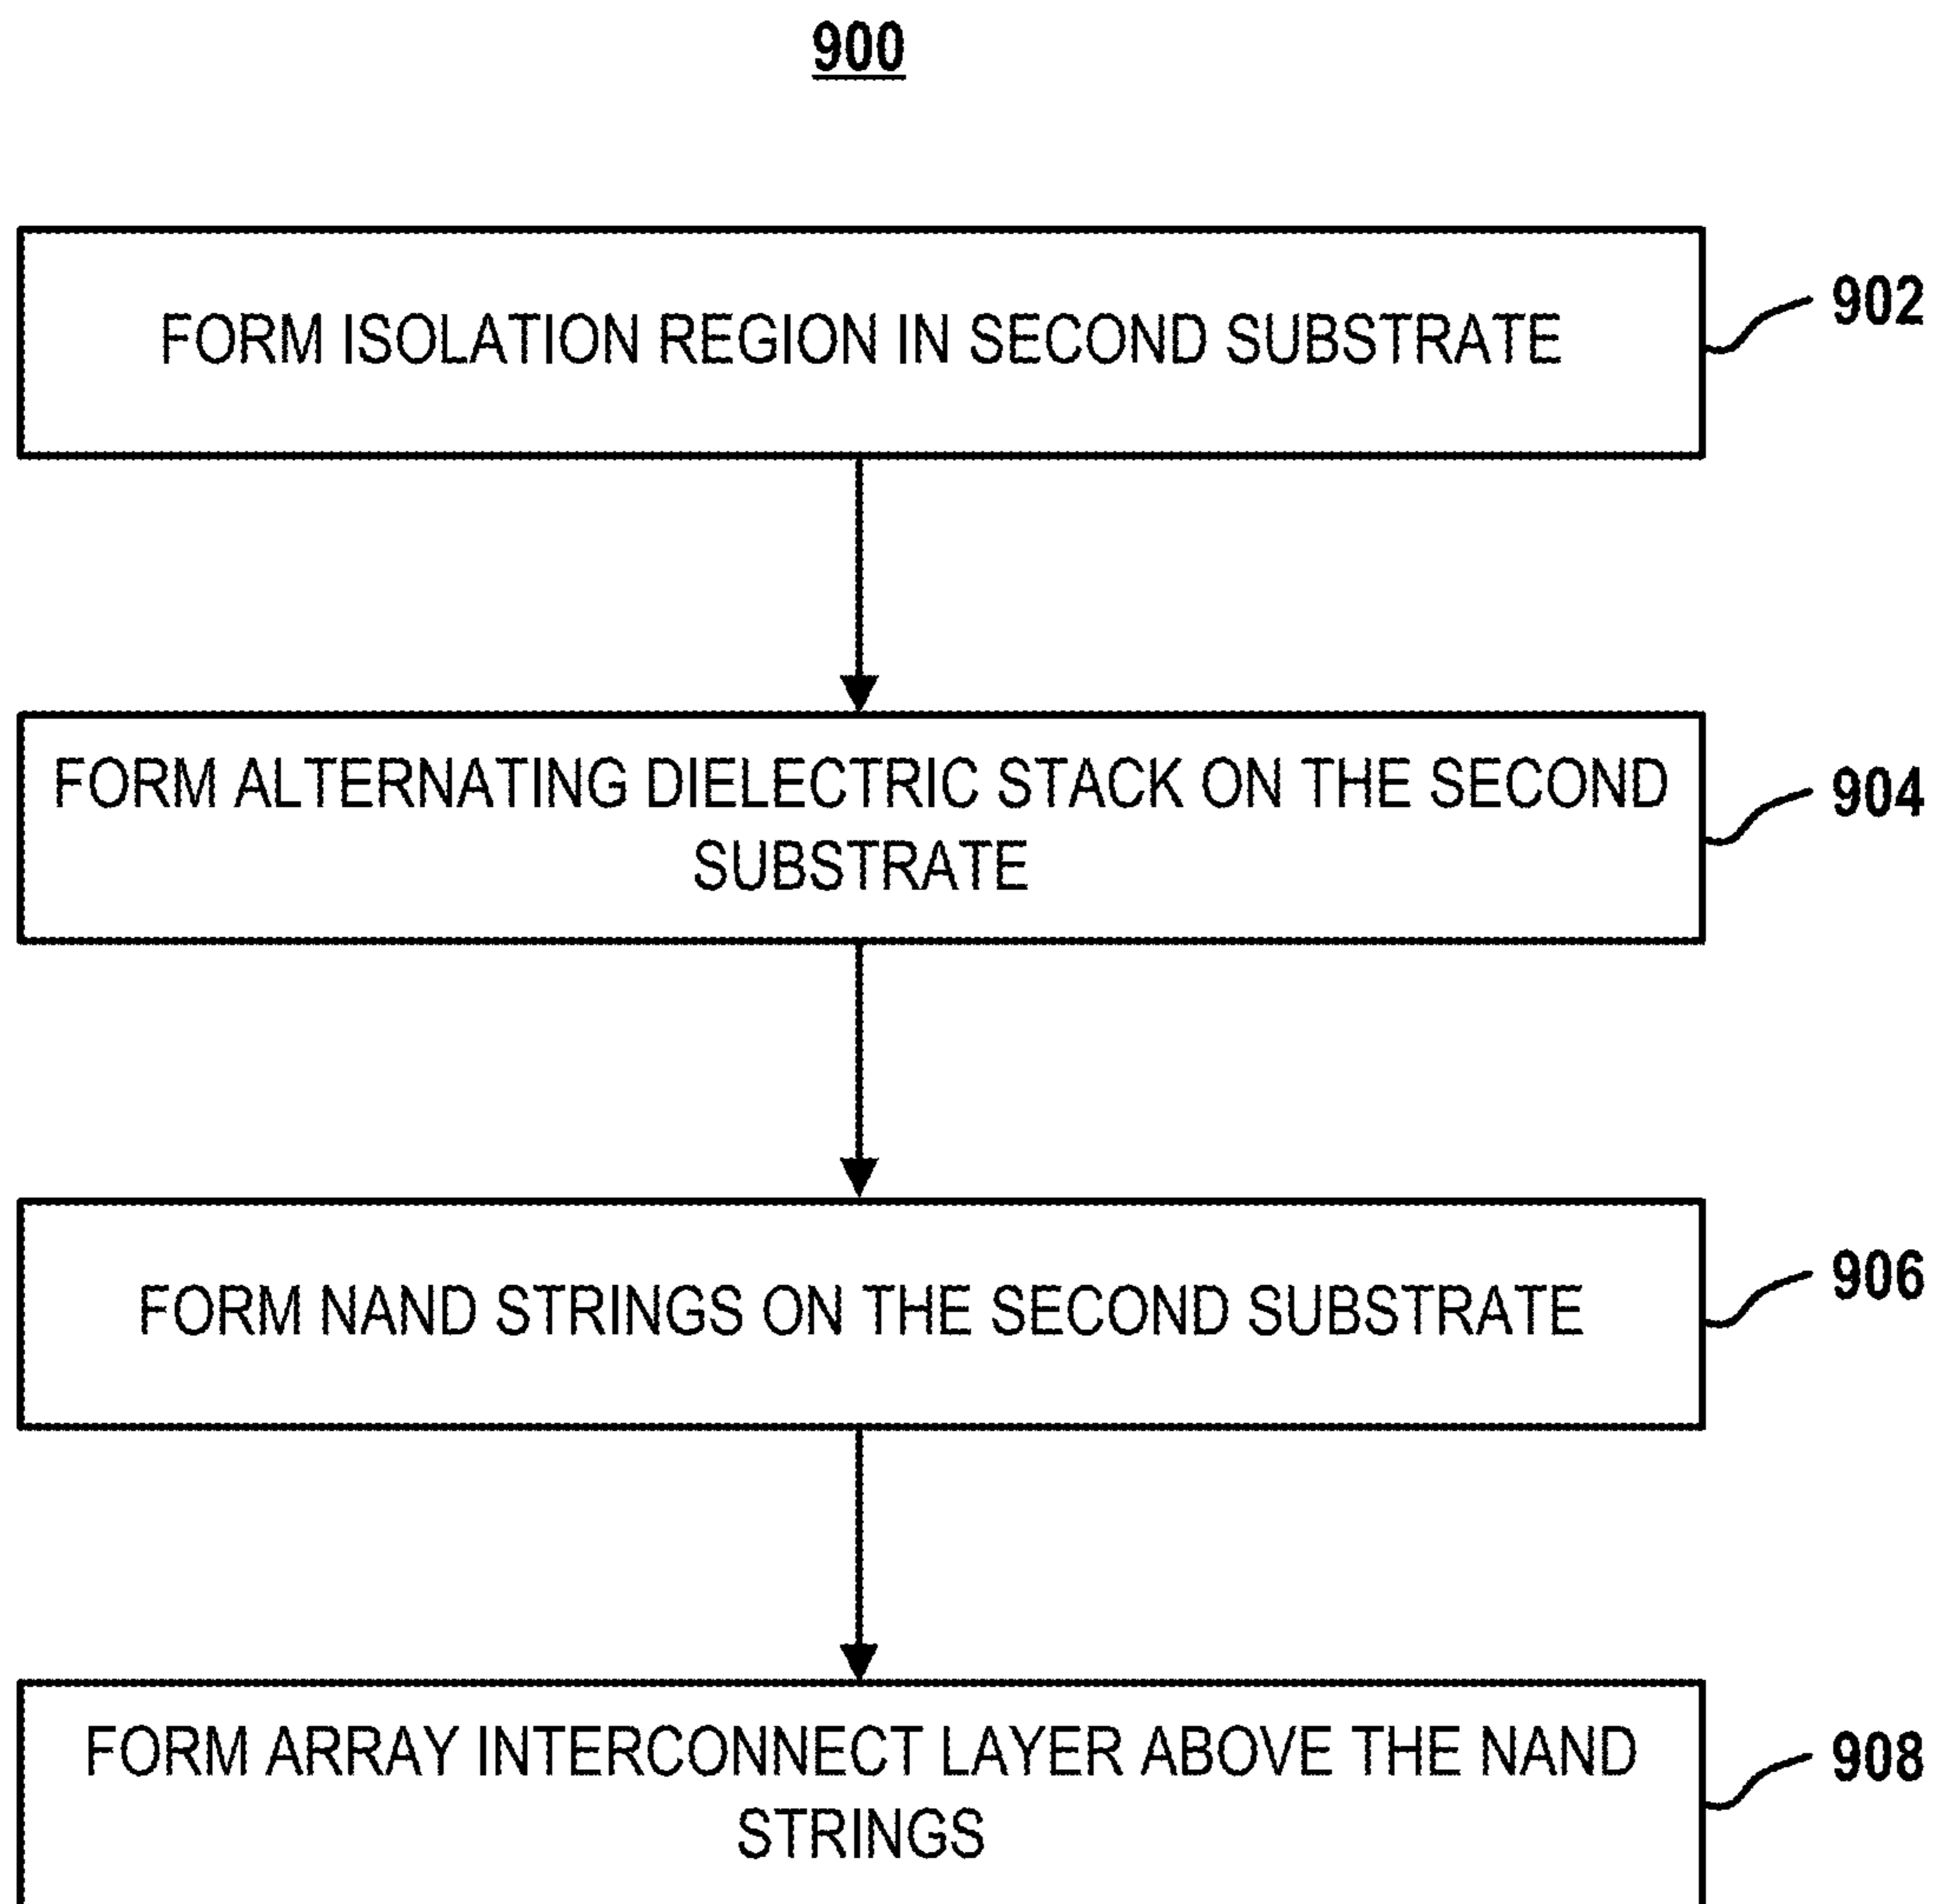 900
FORM ISOLATION REGION IN SECOND SUBSTRATE
902
FORM ALTERNATING DIELECTRIC STACK ON THE SECOND
SUBSTRATE
904
FORM NAND STRINGS ON THE SECOND SUBSTRATE
906
FORM ARRAY INTERCONNECT LAYER ABOVE THE NAND
STRINGS
908